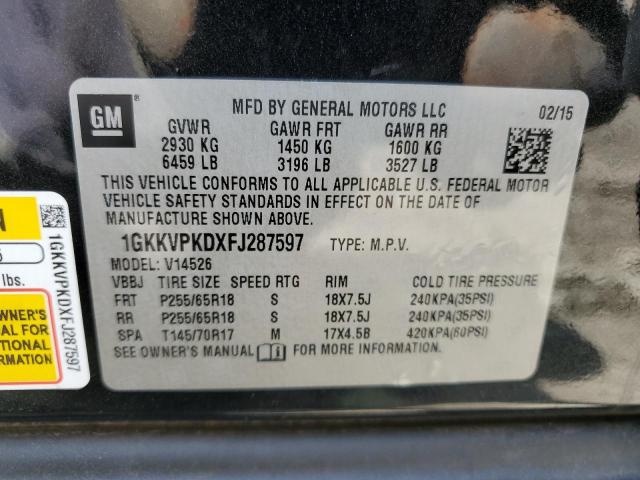 GM ®
MFD BY GENERAL MOTORS LLC 02/15
GVWR GAWR FRT GAWR RR
2930 KG 1450 KG 1600 KG
6459 LB 3196 LB 3527 LB
THIS VEHICLE CONFORMS TO ALL APPLICABLE U.S. FEDERAL MOTOR
VEHICLE SAFETY STANDARDS IN EFFECT ON THE DATE OF
MANUFACTURE SHOWN ABOVE.
1GKKVPKDXFJ287597 TYPE: M.P.V.
MODEL: V14526
VBBJ TIRE SIZE SPEED RTG RIM COLD TIRE PRESSURE
FRT P255/65R18 S 18X7.5J 240KPA(35PSI)
RR P255/65R18 S 18X7.5J 240KPA(35PSI)
SPA T145/70R17 M 17X4.5B 420KPA(60PSI)
SEE OWNER'S MANUAL FOR MORE INFORMATION
N
lbs.
OWNER'S
AL FOR
TIONAL
MATION
1GKKVPKDXFJ287597